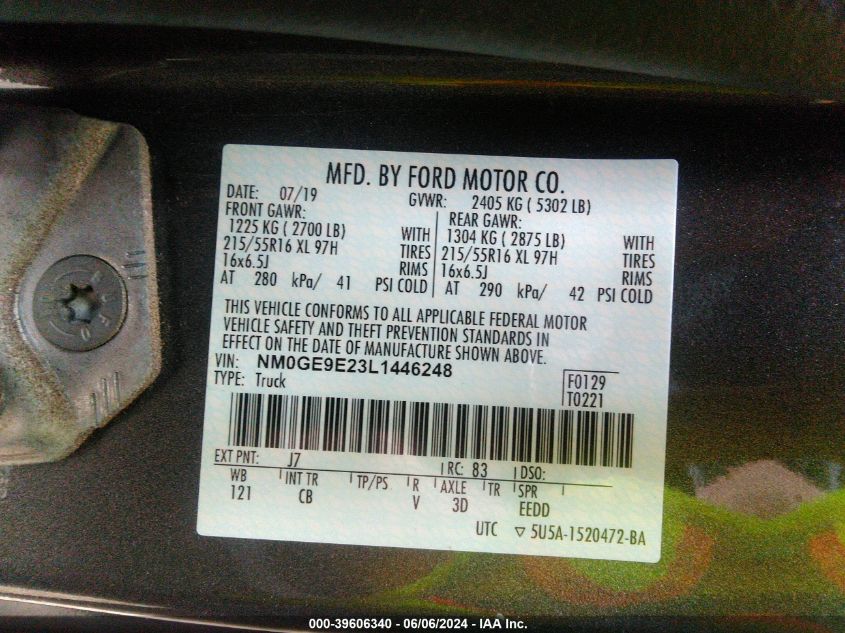 MFD. BY FORD MOTOR CO.
DATE: 07/19 GVWR: 2405 KG ( 5302 LB)
FRONT GAWR: REAR GAWR:
1225 KG ( 2700 LB) WITH 1304 KG ( 2875 LB) WITH
215/55R16 XL 97H TIRES 215/55R16 XL 97H TIRES
16x6.5J RIMS 16x6.5J RIMS
AT 280 kPa/ 41 PSI COLD AT 290 kPa/ 42 PSI COLD
THIS VEHICLE CONFORMS TO ALL APPLICABLE FEDERAL MOTOR
VEHICLE SAFETY AND THEFT PREVENTION STANDARDS IN
EFFECT ON THE DATE OF MANUFACTURE SHOWN ABOVE.
VIN: NM0GE9E23L1446248
TYPE: Truck F0129
T0221
EXT PNT: J7 RC: 83 DSO:
WB INT TR TP/PS R AXLE TR SPR
121 CB V 3D EEDD
UTC ▽ 5U5A-1520472-BA
000-39606340 - 06/06/2024 - IAA Inc.